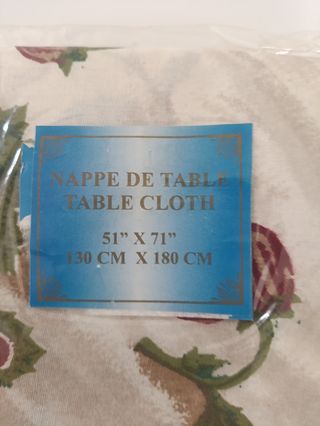 NAPPE DE TABLE
TABLE CLOTH
51” X 71”
130 CM X 180 CM